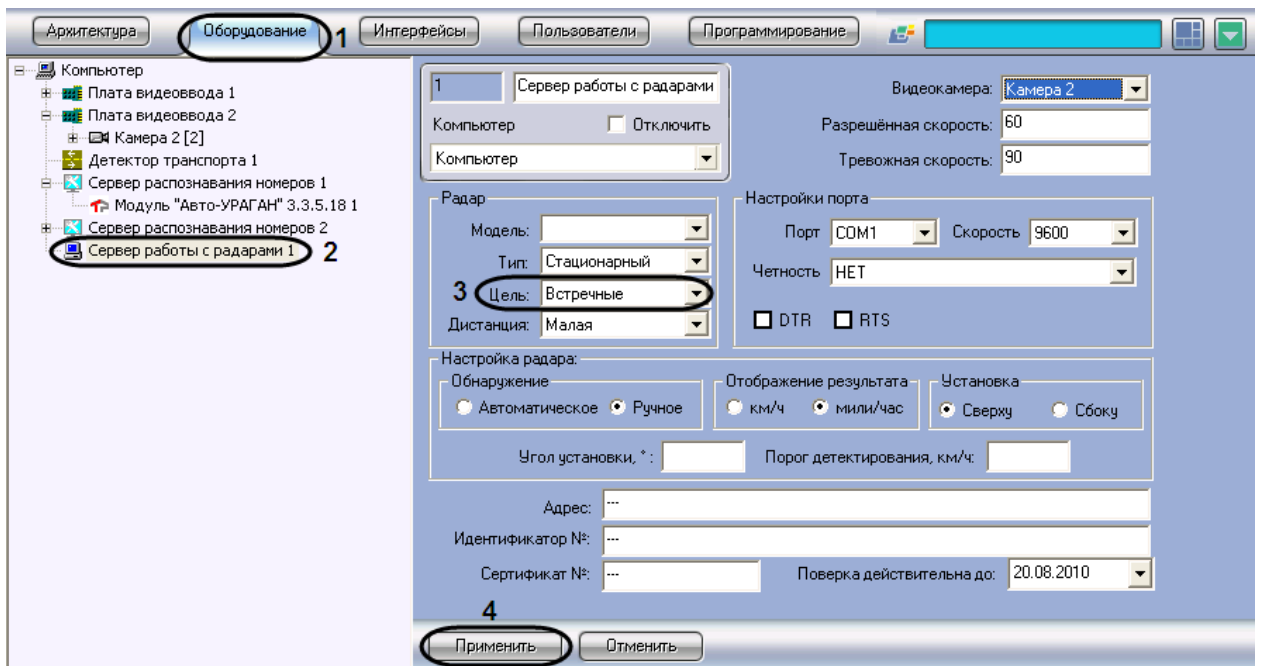 Архитектура Оборудование 1 Интерфейсы Пользователи Программирование
Компьютер
Плата видеоввода 1
Плата видеоввода 2
Камера 2 [2]
Детектор транспорта 1
Сервер распознавания номеров 1
Модуль "Авто-УРАГАН" 3.3.5.18 1
Сервер распознавания номеров 2
Сервер работы с радарами 1 2
1 Сервер работы с радарами
Компьютер Отключить
Компьютер
Видеокамера: Камера 2
Разрешённая скорость: 60
Тревожная скорость: 90
Радар
Модель:
Тип: Стационарный
3 Цель: Встречные
Дистанция: Малая
Настройки порта
Порт COM1 Скорость 9600
Четность НЕТ
DTR RTS
Настройка радара:
Обнаружение
Автоматическое Ручное
Отображение результата
км/ч мили/час
Установка
Сверху Сбоку
Угол установки, °: Порог детектирования, км/ч:
Адрес: ---
Идентификатор №: ---
Сертификат №: --- Поверка действительна до: 20.08.2010
4
Применить Отменить